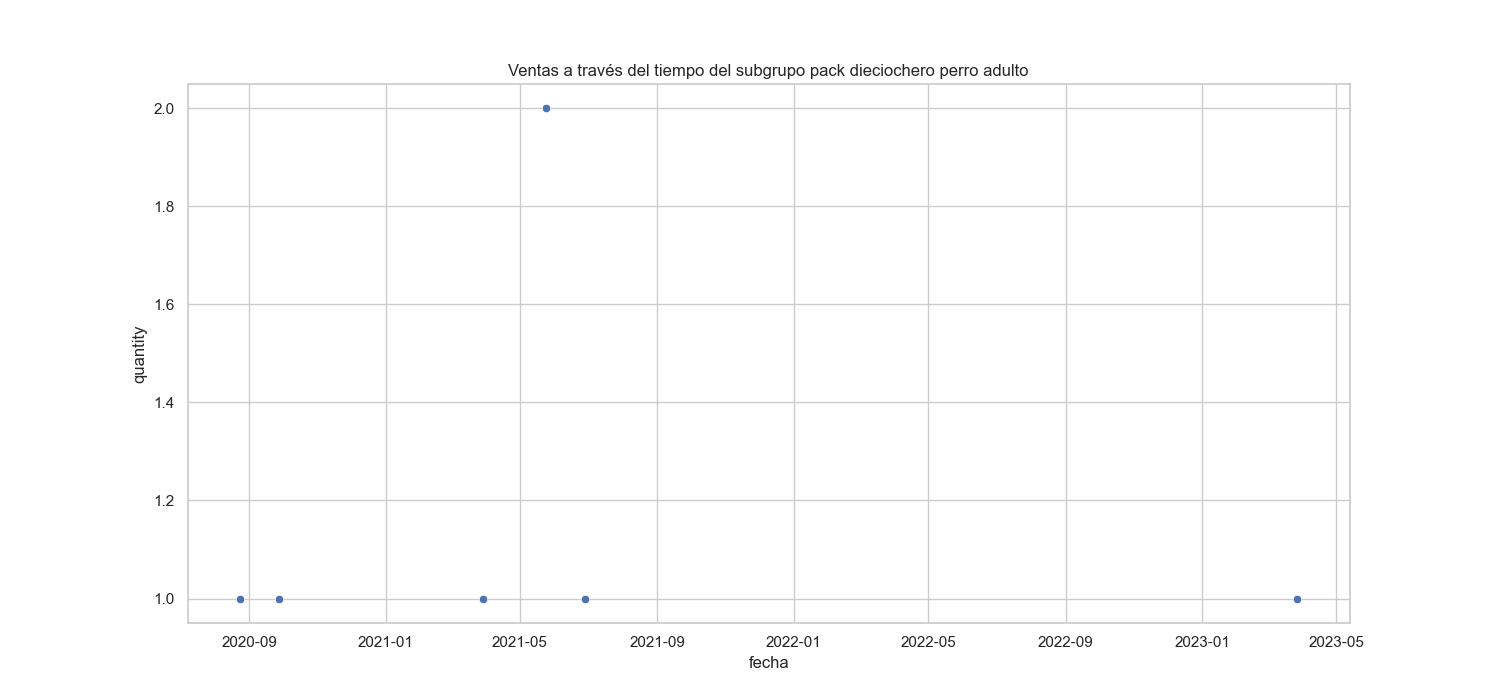 Ventas a través del tiempo del subgrupo pack dieciochero perro adulto
2.0
1.8
1.6
1.4
1.2
1.0
quantity
2020-09 2021-01 2021-05 2021-09 2022-01 2022-05 2022-09 2023-01 2023-05
fecha